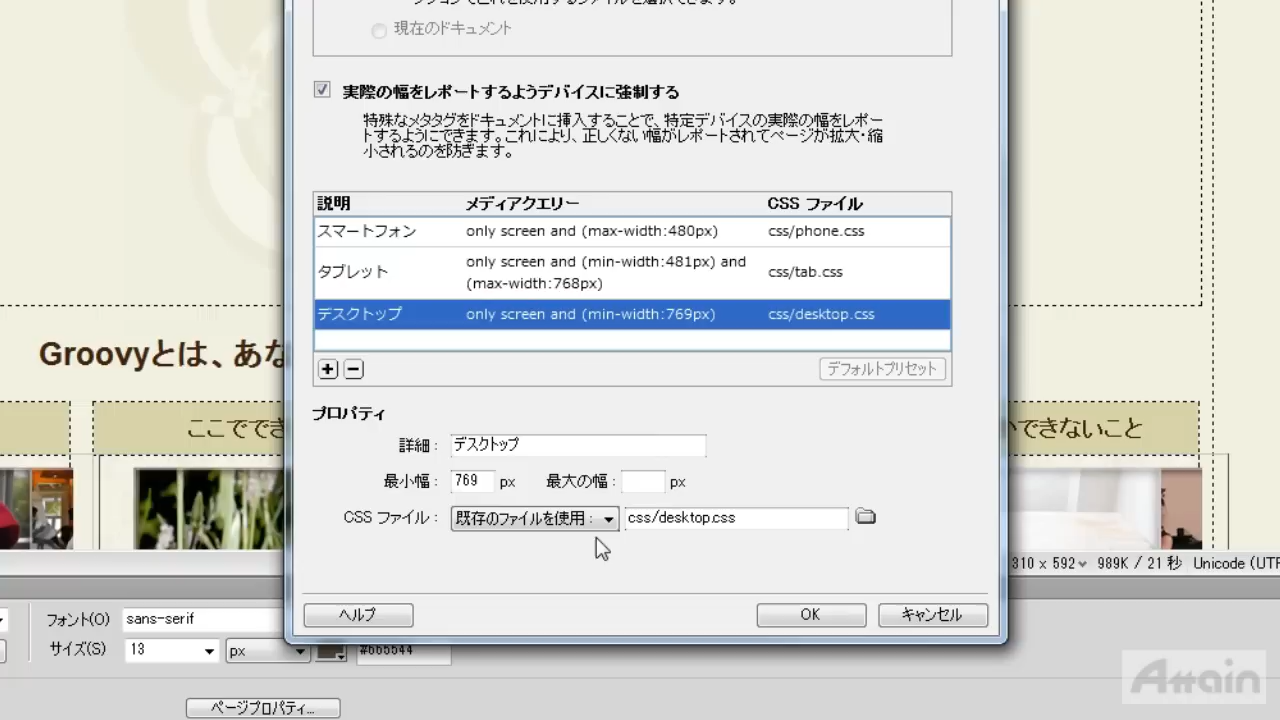 現在のドキュメント
実際の幅をレポートするようデバイスに強制する
特殊なメタタグをドキュメントに挿入することで、特定デバイスの実際の幅をレポー
トするようにできます。これにより、正しくない幅がレポートされてページが拡大・縮
小されるのを防ぎます。
説明 メディアクエリー CSS ファイル
スマートフォン only screen and (max-width:480px) css/phone.css
タブレット only screen and (min-width:481px) and (max-width:768px) css/tab.css
デスクトップ only screen and (min-width:769px) css/desktop.css
デフォルトプリセット
Groovyとは、あな
プロパティ
ここででき
いできないこと
詳細 : デスクトップ
最小幅 : 769 px 最大の幅 : px
CSS ファイル : 既存のファイルを使用 : css/desktop.css
310 x 592 989K / 21 秒 Unicode (UTF
ヘルプ OK キャンセル
フォント(O) sans-serif
サイズ(S) 13 px
ページプロパティ...
Attain